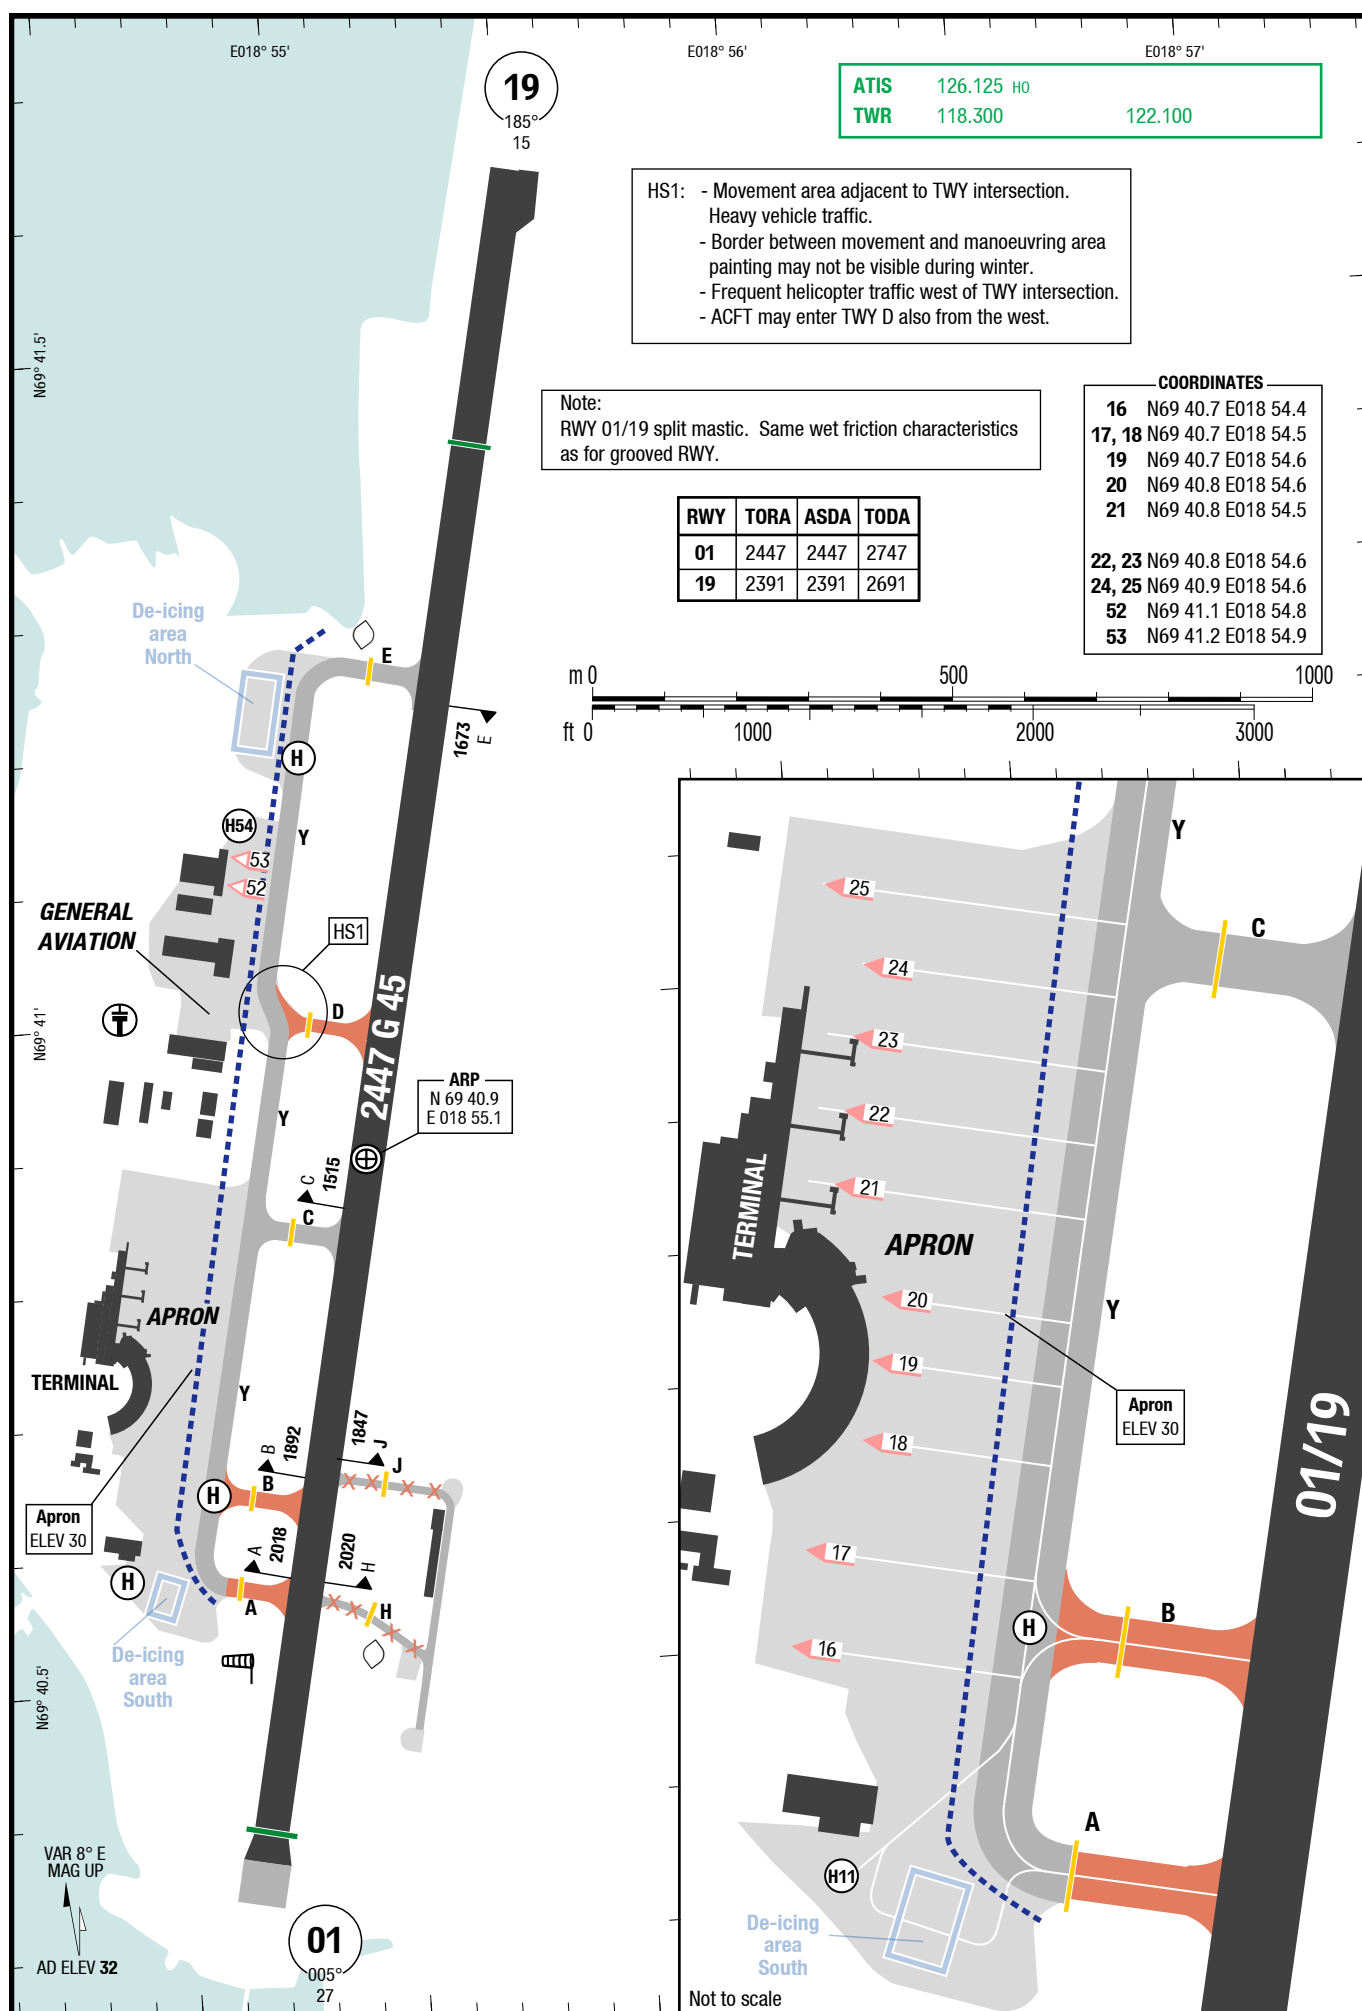 E018° 55'
E018° 56'
E018° 57'
19
185°
15
ATIS 126.125 HO
TWR 118.300 122.100
HS1: - Movement area adjacent to TWY intersection.
Heavy vehicle traffic.
- Border between movement and manoeuvring area
painting may not be visible during winter.
- Frequent helicopter traffic west of TWY intersection.
- ACFT may enter TWY D also from the west.
N69° 41.5'
Note:
RWY 01/19 split mastic. Same wet friction characteristics
as for grooved RWY.
COORDINATES
16 N69 40.7 E018 54.4
17, 18 N69 40.7 E018 54.5
19 N69 40.7 E018 54.6
20 N69 40.8 E018 54.6
21 N69 40.8 E018 54.5
22, 23 N69 40.8 E018 54.6
24, 25 N69 40.9 E018 54.6
52 N69 41.1 E018 54.8
53 N69 41.2 E018 54.9
RWY TORA ASDA TODA
01 2447 2447 2747
19 2391 2391 2691
m 0 500 1000
ft 0 1000 2000 3000
De-icing
area
North
E
1673
E
H
H54
Y
53
52
GENERAL
AVIATION
HS1
D
N69° 41'
2447 G 45
ARP
N 69 40.9
E 018 55.1
Y
C
1515
C
APRON
TERMINAL
Y
B
1892
1847
J
J
H
B
Apron
ELEV 30
A
2018
2020
H
H
A
H
De-icing
area
South
N69° 40.5'
VAR 8° E
MAG UP
AD ELEV 32
01
005°
27
Y
25
C
24
23
22
TERMINAL
21
APRON
20
Y
19
Apron
ELEV 30
18
01/19
17
B
H
16
A
H11
De-icing
area
South
Not to scale